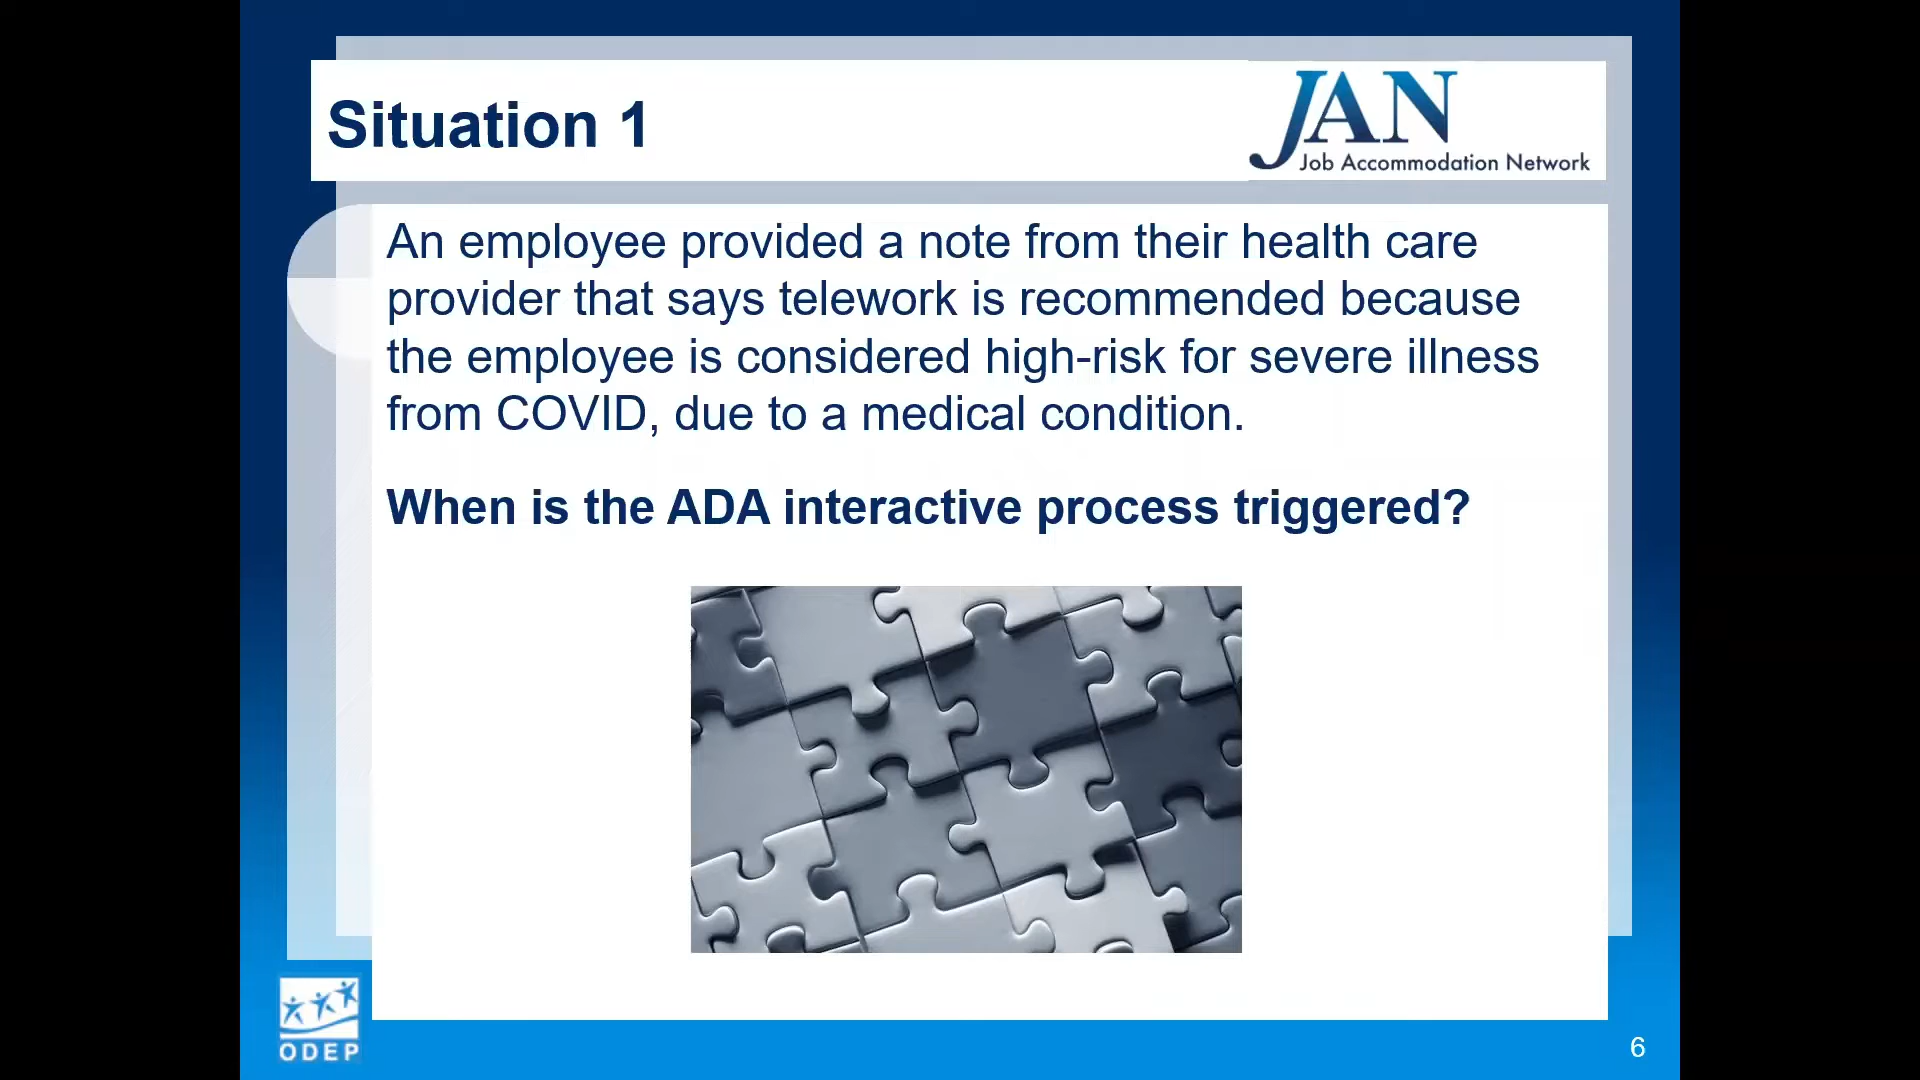 Situation 1
JAN
Job Accommodation Network
An employee provided a note from their health care
provider that says telework is recommended because
the employee is considered high-risk for severe illness
from COVID, due to a medical condition.
When is the ADA interactive process triggered?
ODEP
6